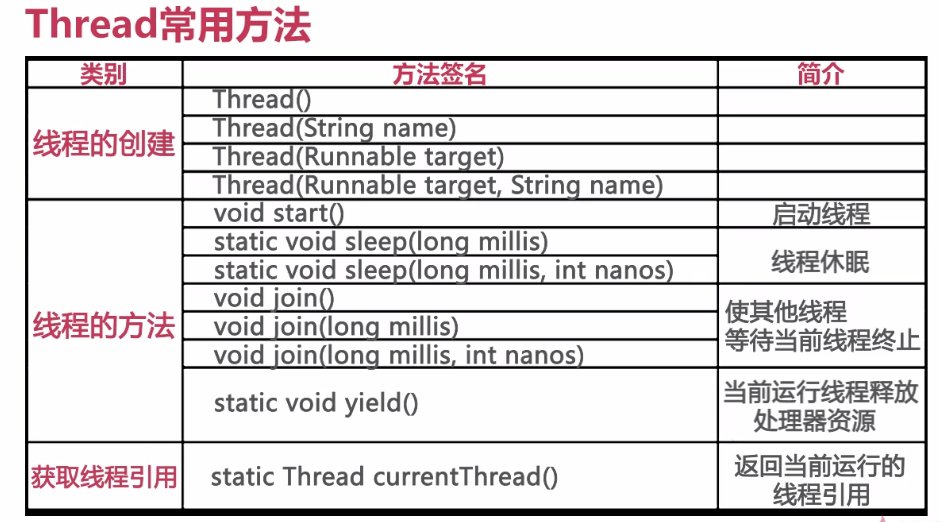 Thread常用方法
类别 方法签名 简介
线程的创建
Thread()
Thread(String name)
Thread(Runnable target)
Thread(Runnable target, String name)
线程的方法
void start() 启动线程
static void sleep(long millis)
static void sleep(long millis, int nanos)
线程休眠
void join()
void join(long millis)
void join(long millis, int nanos)
使其他线程
等待当前线程终止
static void yield()
当前运行线程释放
处理器资源
获取线程引用 static Thread currentThread()
返回当前运行的
线程引用